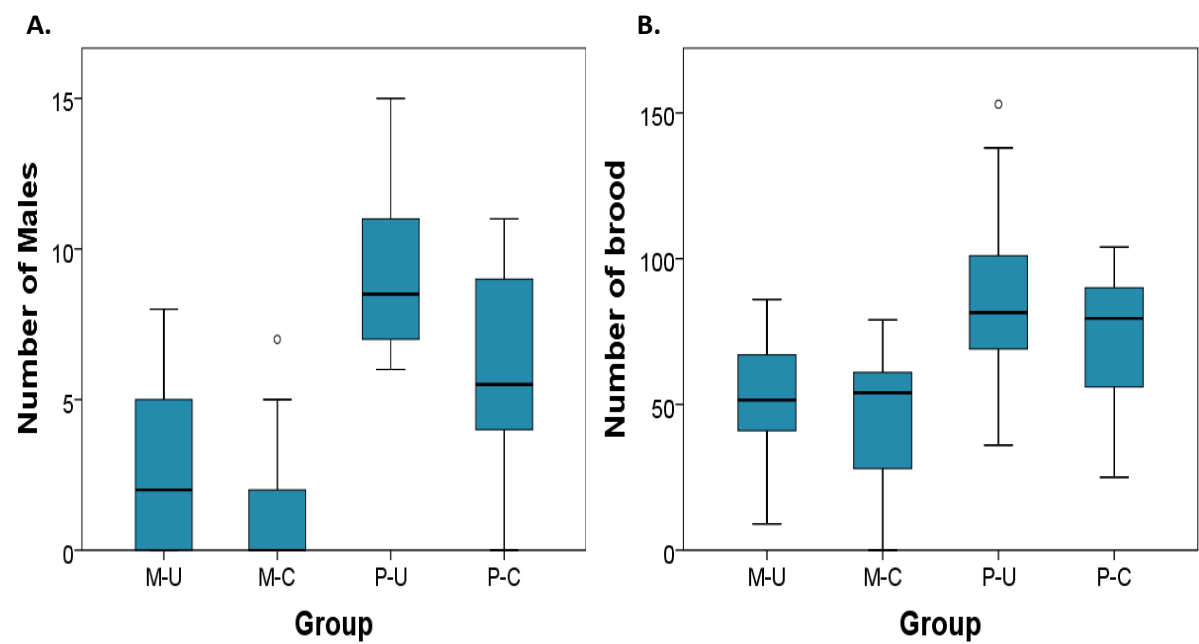 A.
Number of Males
15
10
5
0
M-U M-C P-U P-C
Group
B.
Number of brood
150
100
50
0
M-U M-C P-U P-C
Group